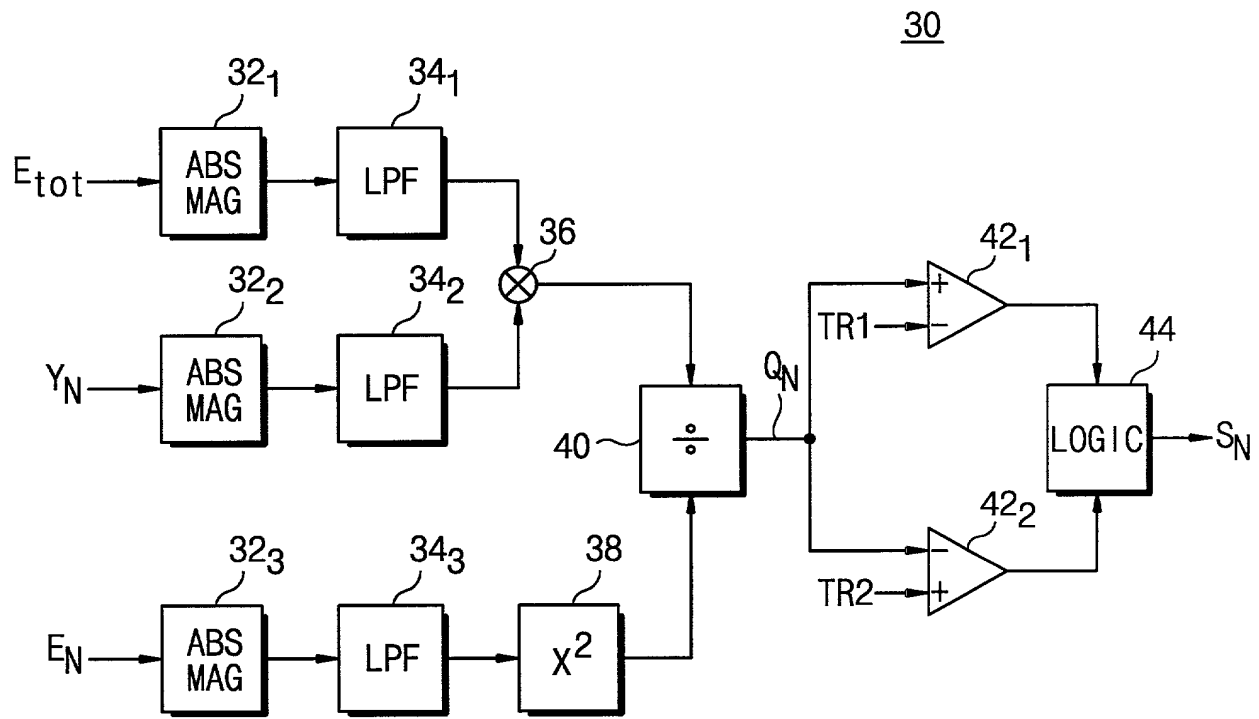 30
32₁
34₁
E_tot
ABS
MAG
LPF
36
32₂
34₂
Y_N
ABS
MAG
LPF
42₁
+
−
TR1
Q_N
40
÷
44
LOGIC
S_N
32₃
34₃
38
E_N
ABS
MAG
LPF
X²
42₂
−
+
TR2